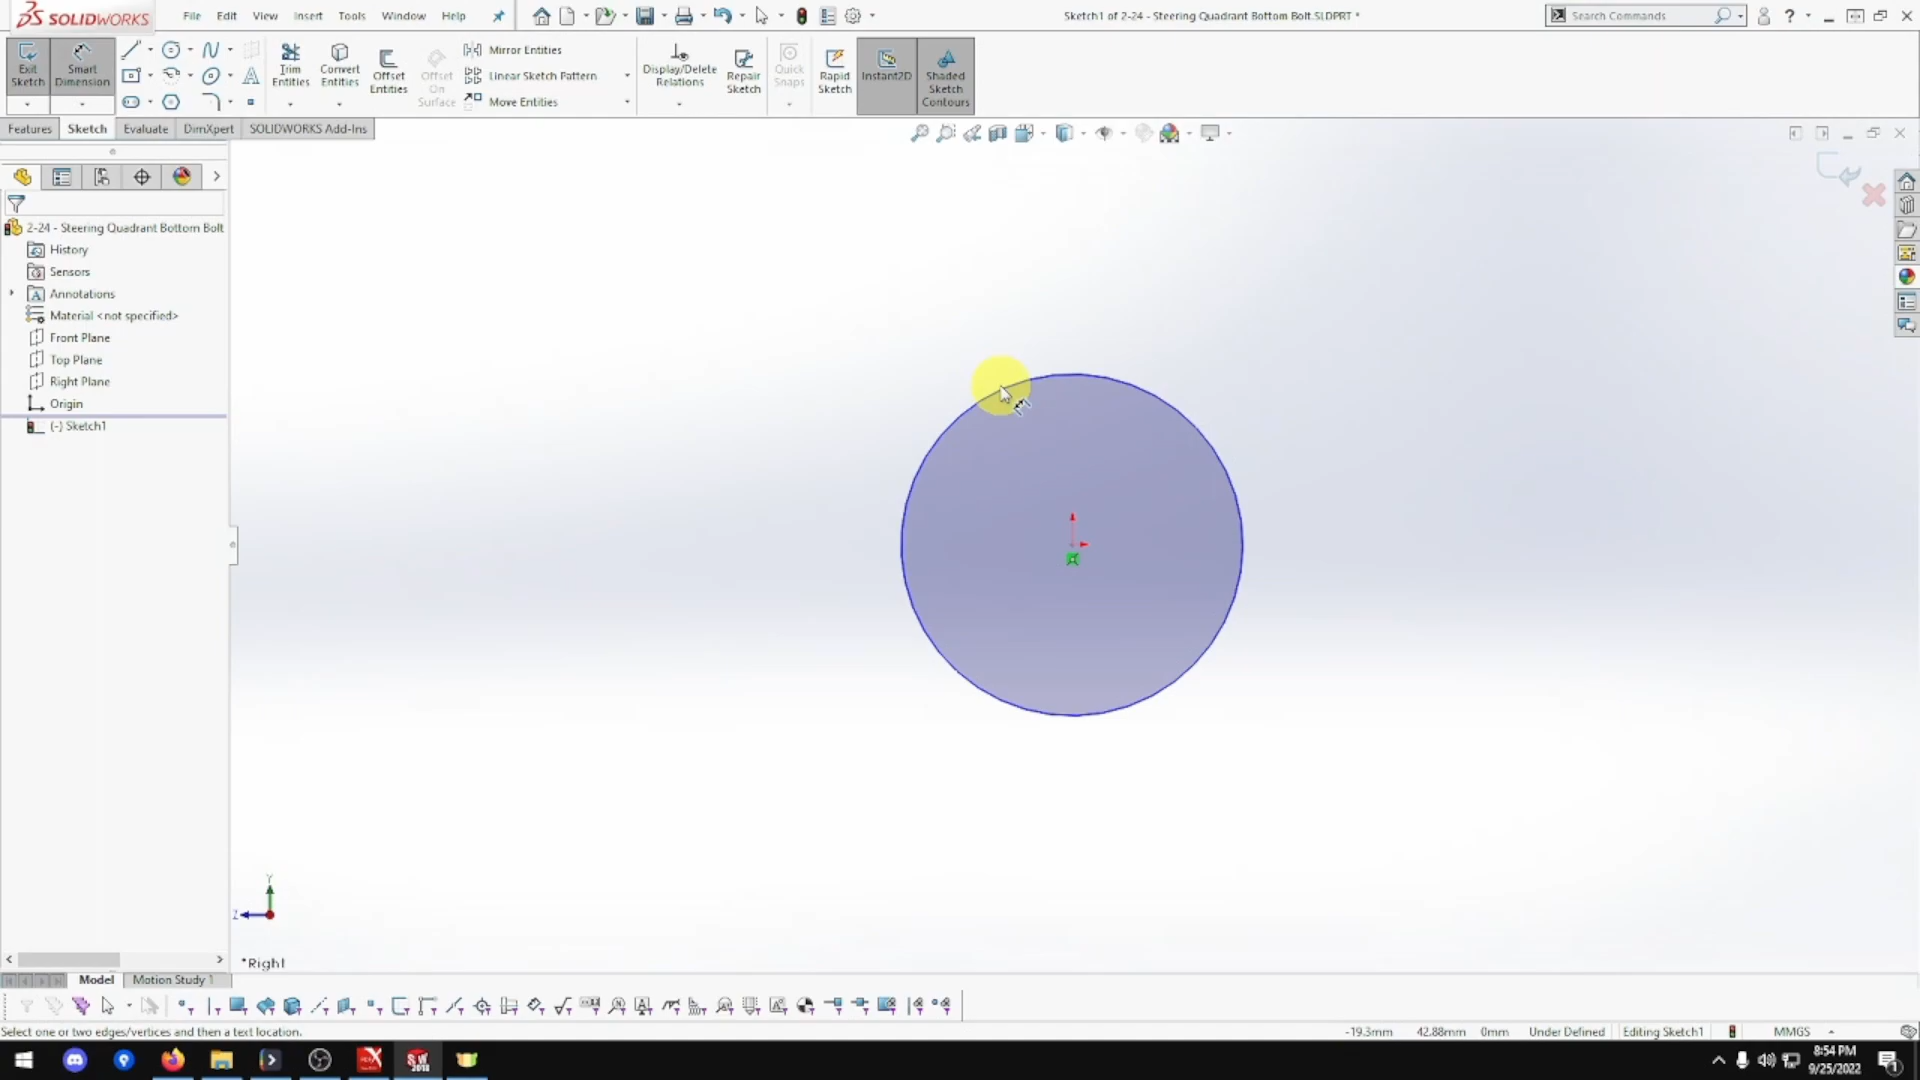 SOLIDWORKS File Edit View Insert Tools Window Help Sketch1 of 2-24 - Steering Quadrant Bottom Bolt.SLDPRT * Search Commands
Exit Sketch
Smart Dimension
Trim Entities
Convert Entities
Offset Entities
Offset On Surface
Mirror Entities
Linear Sketch Pattern
Move Entities
Display/Delete Relations
Repair Sketch
Quick Snaps
Rapid Sketch
Instant2D
Shaded Sketch Contours
Features Sketch Evaluate DimXpert SOLIDWORKS Add-Ins
2-24 - Steering Quadrant Bottom Bolt
History
Sensors
Annotations
Material <not specified>
Front Plane
Top Plane
Right Plane
Origin
(-) Sketch1
Y
Z
*Right
Model Motion Study 1
Select one or two edges/vertices and then a text location. -19.3mm 42.88mm 0mm Under Defined Editing Sketch1 MMGS
8:54 PM
9/25/2022